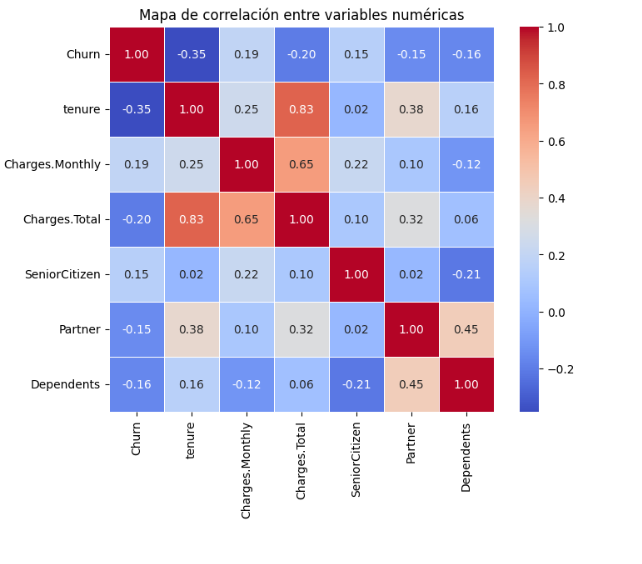 Mapa de correlación entre variables numéricas
Churn 1.00 -0.35 0.19 -0.20 0.15 -0.15 -0.16
tenure -0.35 1.00 0.25 0.83 0.02 0.38 0.16
Charges.Monthly 0.19 0.25 1.00 0.65 0.22 0.10 -0.12
Charges.Total -0.20 0.83 0.65 1.00 0.10 0.32 0.06
SeniorCitizen 0.15 0.02 0.22 0.10 1.00 0.02 -0.21
Partner -0.15 0.38 0.10 0.32 0.02 1.00 0.45
Dependents -0.16 0.16 -0.12 0.06 -0.21 0.45 1.00
Churn
tenure
Charges.Monthly
Charges.Total
SeniorCitizen
Partner
Dependents
1.0
0.8
0.6
0.4
0.2
0.0
−0.2